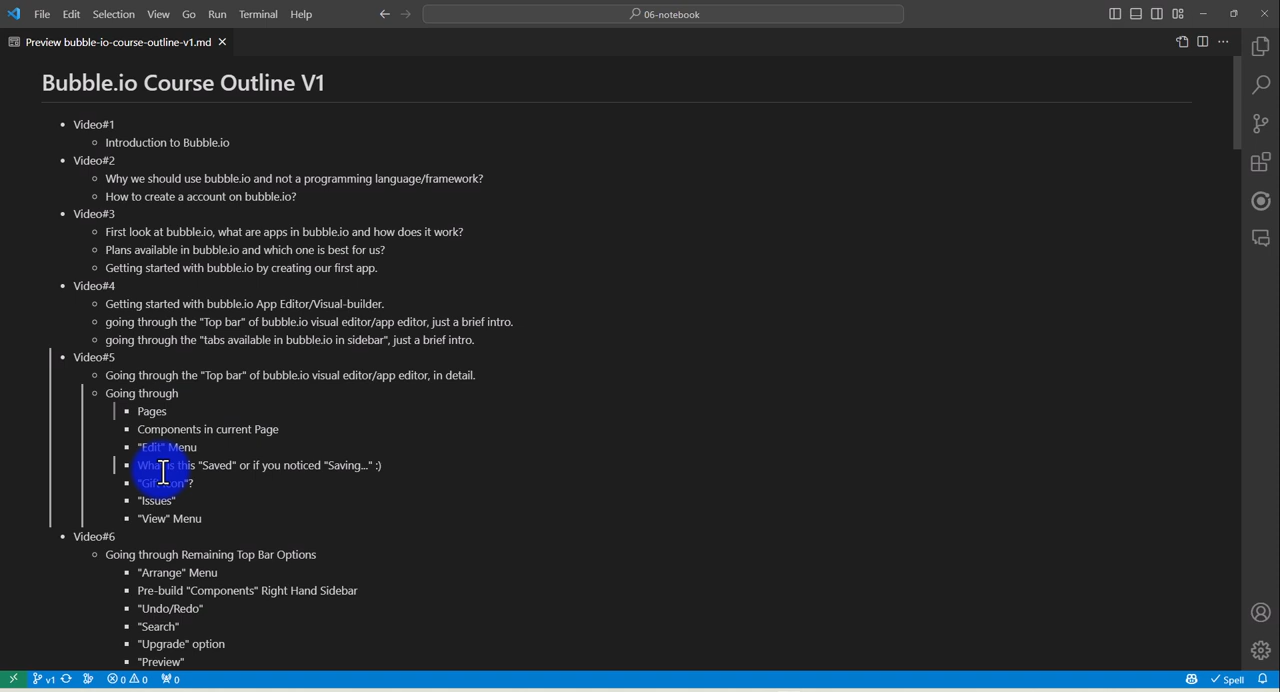 File Edit Selection View Go Run Terminal Help
06-notebook
Preview bubble-io-course-outline-v1.md
Bubble.io Course Outline V1
Video#1
Introduction to Bubble.io
Video#2
Why we should use bubble.io and not a programming language/framework?
How to create a account on bubble.io?
Video#3
First look at bubble.io, what are apps in bubble.io and how does it work?
Plans available in bubble.io and which one is best for us?
Getting started with bubble.io by creating our first app.
Video#4
Getting started with bubble.io App Editor/Visual-builder.
going through the "Top bar" of bubble.io visual editor/app editor, just a brief intro.
going through the "tabs available in bubble.io in sidebar", just a brief intro.
Video#5
Going through the "Top bar" of bubble.io visual editor/app editor, in detail.
Going through
Pages
Components in current Page
"Edit" Menu
What is this "Saved" or if you noticed "Saving..." :)
"Gift Icon"?
"Issues"
"View" Menu
Video#6
Going through Remaining Top Bar Options
"Arrange" Menu
Pre-build "Components" Right Hand Sidebar
"Undo/Redo"
"Search"
"Upgrade" option
"Preview"
v1 0 0 0 Spell